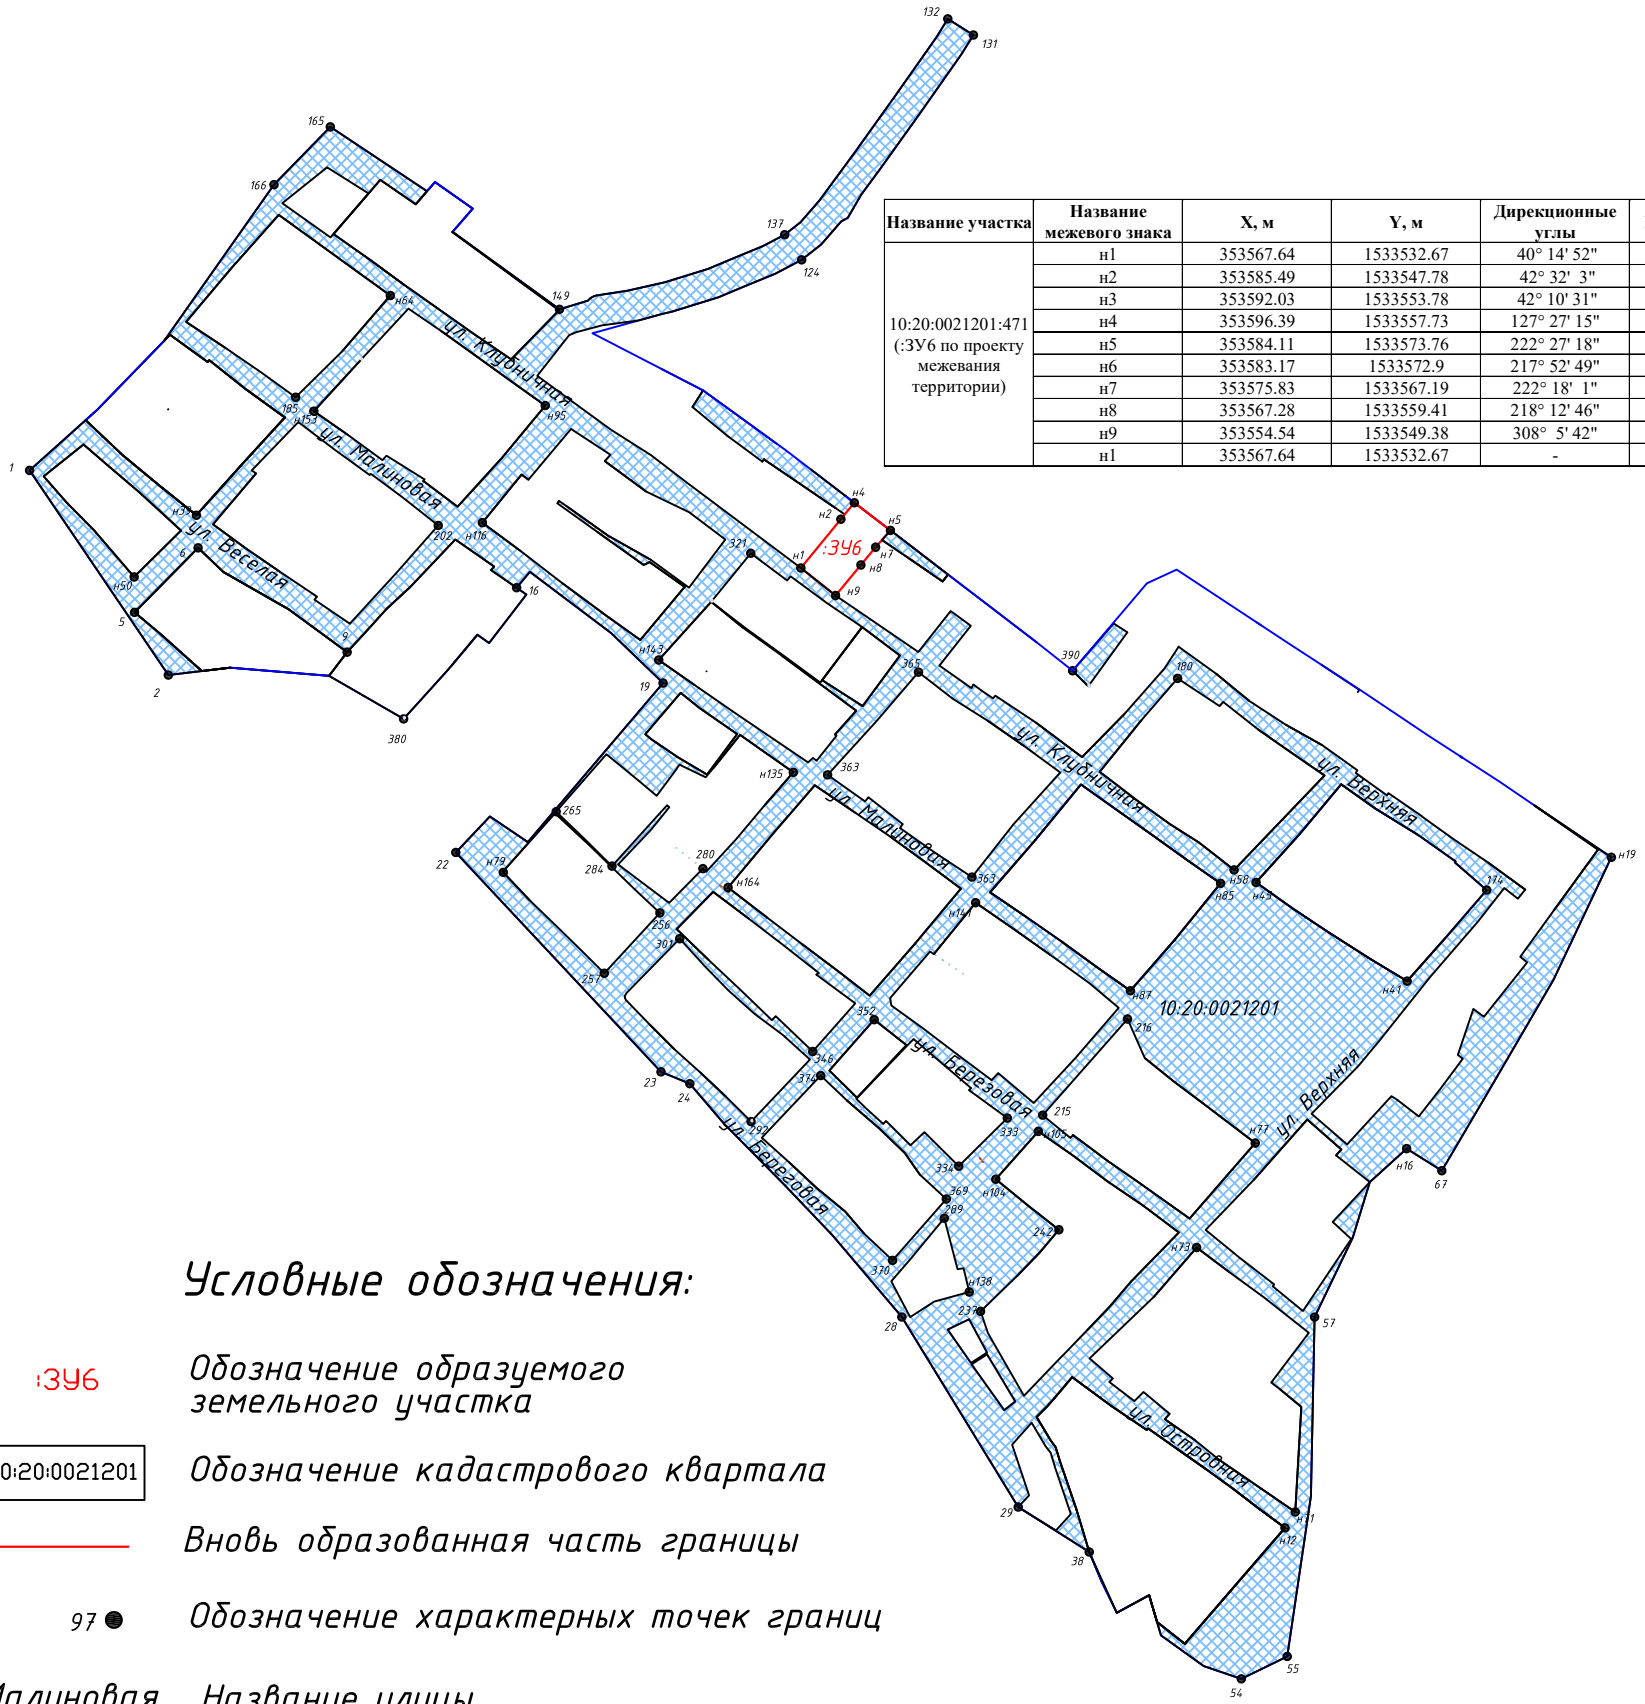 132
131
165
166
137
124
149
Название участка Название межевого знака X, м Y, м Дирекционные углы
10:20:0021201:471
(:ЗУ6 по проекту
межевания
территории)
н1 353567.64 1533532.67 40° 14' 52"
н2 353585.49 1533547.78 42° 32' 3"
н3 353592.03 1533553.78 42° 10' 31"
н4 353596.39 1533557.73 127° 27' 15"
н5 353584.11 1533573.76 222° 27' 18"
н6 353583.17 1533572.9 217° 52' 49"
н7 353575.83 1533567.19 222° 18' 1"
н8 353567.28 1533559.41 218° 12' 46"
н9 353554.54 1533549.38 308° 5' 42"
н1 353567.64 1533532.67 -
н64
ул. Клубничная
185
н153
н95
ул. Малиновая
1
н39
ул. Веселая
6
202
н116
н4
н2
н5
:ЗУ6
н7
н1
н8
н9
321
н50
5
16
9
2
н143
19
380
365
390
180
ул. Клубничная
ул. Верхняя
н135
363
ул. Малиновая
265
22
н79
284
280
н164
363
н58
н85
н43
174
н19
256
301
н141
257
н87
н41
10:20:0021201
216
352
ул. Березовая
346
374
23
24
292
ул. Береговая
215
333
н105
ул. Верхняя
н77
334
н104
н16
67
369
289
242
н73
370
н138
237
28
57
Условные обозначения:
:ЗУ6
Обозначение образуемого
земельного участка
0:20:0021201
Обозначение кадастрового квартала
ул. Островная
29
н11
н12
Вновь образованная часть границы
38
97
Обозначение характерных точек границ
55
54
Малиновая Название улицы